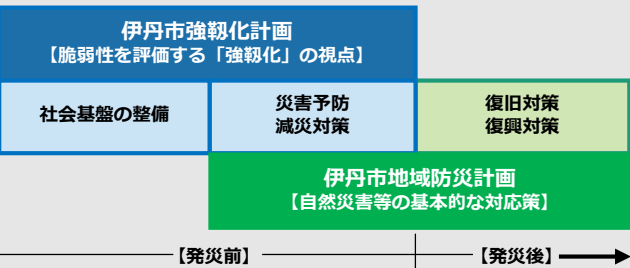 伊丹市強靱化計画
【脆弱性を評価する「強靱化」の視点】
社会基盤の整備
災害予防
減災対策
復旧対策
復興対策
伊丹市地域防災計画
【自然災害等の基本的な対応策】
【発災前】
【発災後】